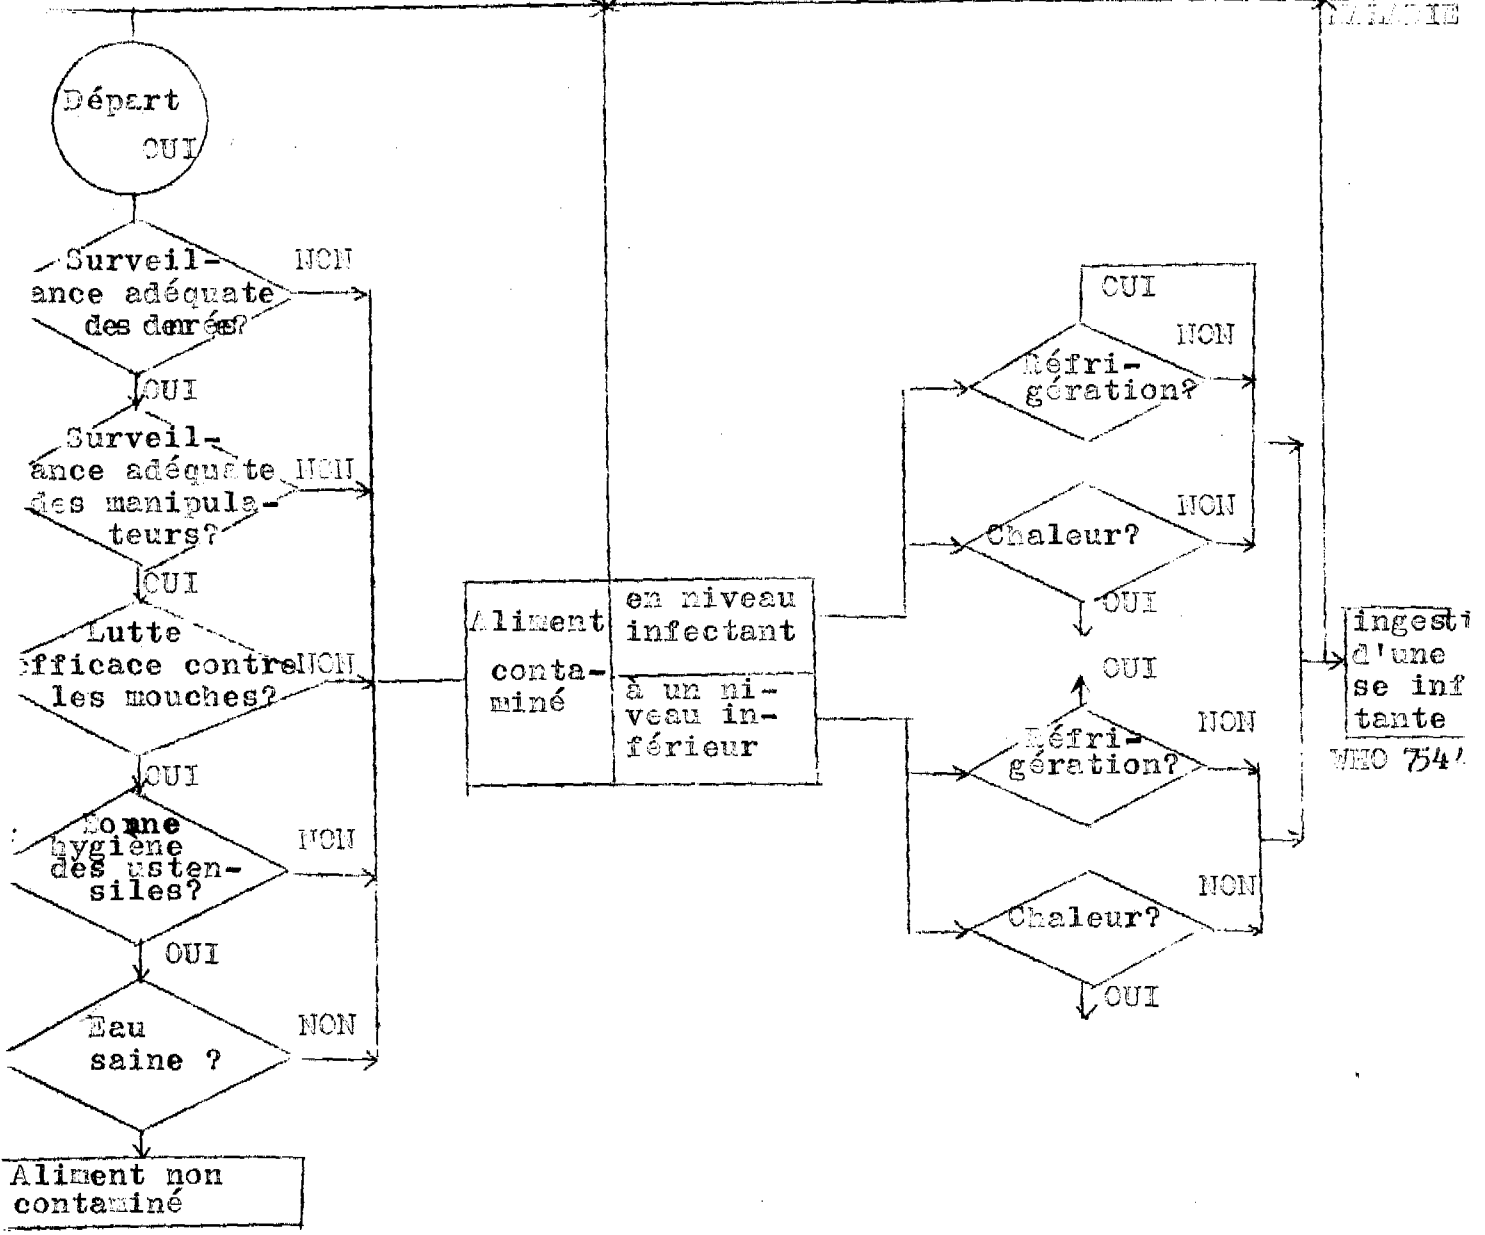 MALADIE
Départ
OUI
Surveil-
ance adéquate
des denrées?
NON
OUI
Surveil-
ance adéquate
des manipula-
teurs?
NON
OUI
Lutte
efficace contre
les mouches?
NON
OUI
Bonne
hygiène
des usten-
siles?
NON
OUI
Eau
saine ?
NON
Aliment non
contaminé
Aliment
conta-
miné
en niveau
infectant
à un ni-
veau in-
férieur
OUI
NON
Réfri-
gération?
NON
Chaleur?
OUI
OUI
NON
Réfri-
gération?
NON
Chaleur?
OUI
ingesti
d'une
se inf
tante
WHO 754